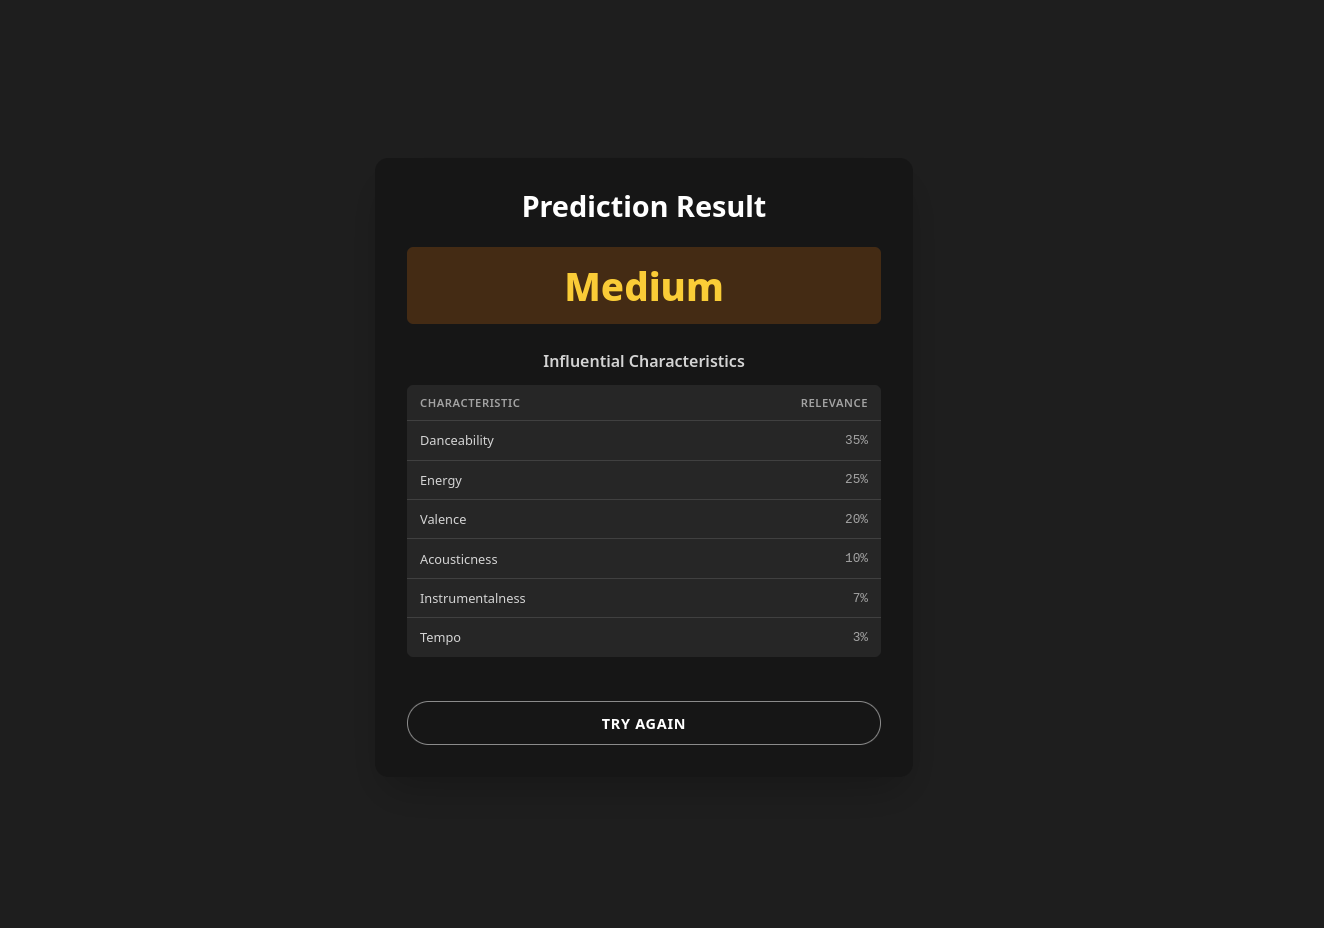 Prediction Result
Medium
Influential Characteristics
CHARACTERISTIC RELEVANCE
Danceability 35%
Energy 25%
Valence 20%
Acousticness 10%
Instrumentalness 7%
Tempo 3%
TRY AGAIN